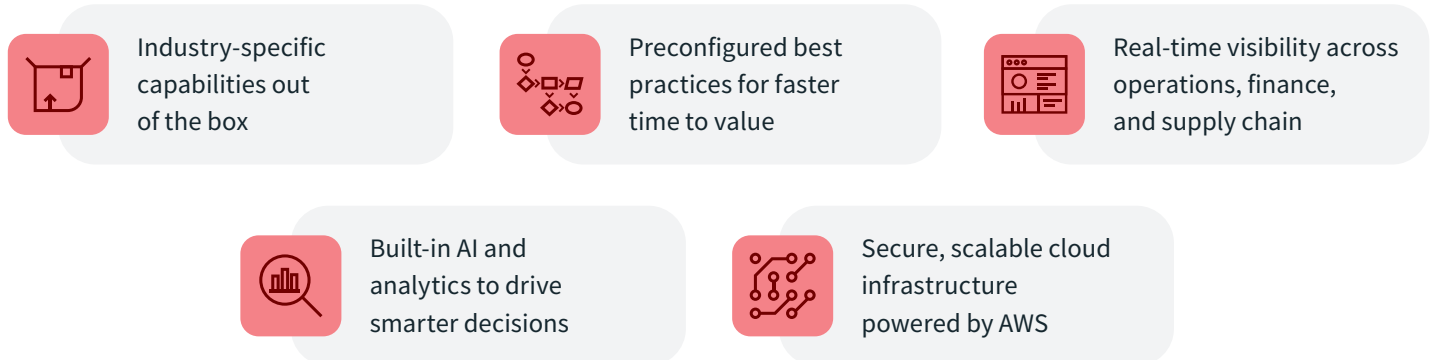 Industry-specific
capabilities out
of the box
Preconfigured best
practices for faster
time to value
Real-time visibility across
operations, finance,
and supply chain
Built-in AI and
analytics to drive
smarter decisions
Secure, scalable cloud
infrastructure
powered by AWS